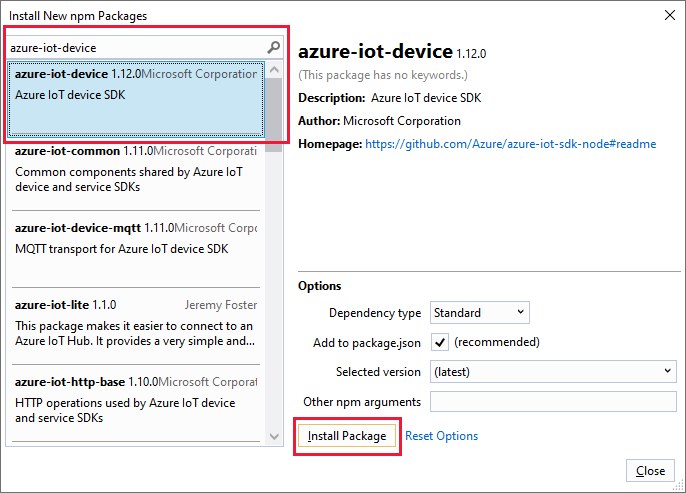 Install New npm Packages
azure-iot-device
azure-iot-device 1.12.0 Microsoft Corporation
Azure IoT device SDK
azure-iot-common 1.11.0 Microsoft Corporati
Common components shared by Azure IoT
device and service SDKs
azure-iot-device-mqtt 1.11.0 Microsoft Corpo
MQTT transport for Azure IoT device SDK
azure-iot-lite 1.1.0 Jeremy Foster
This package makes it easier to connect to an
Azure IoT Hub. It provides a very simple and...
azure-iot-http-base 1.10.0 Microsoft Corporat
HTTP operations used by Azure IoT device
and service SDKs
azure-iot-device 1.12.0
(This package has no keywords.)
Description: Azure IoT device SDK
Author: Microsoft Corporation
Homepage: https://github.com/Azure/azure-iot-sdk-node#readme
Options
Dependency type Standard
Add to package.json (recommended)
Selected version (latest)
Other npm arguments
Install Package Reset Options
Close